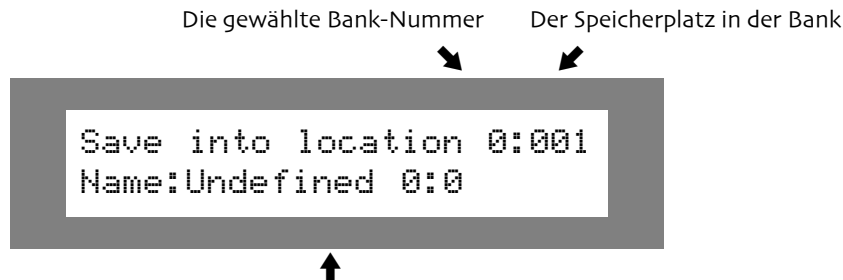 Die gewählte Bank-Nummer Der Speicherplatz in der Bank
Save into location 0:001
Name:Undefined 0:0